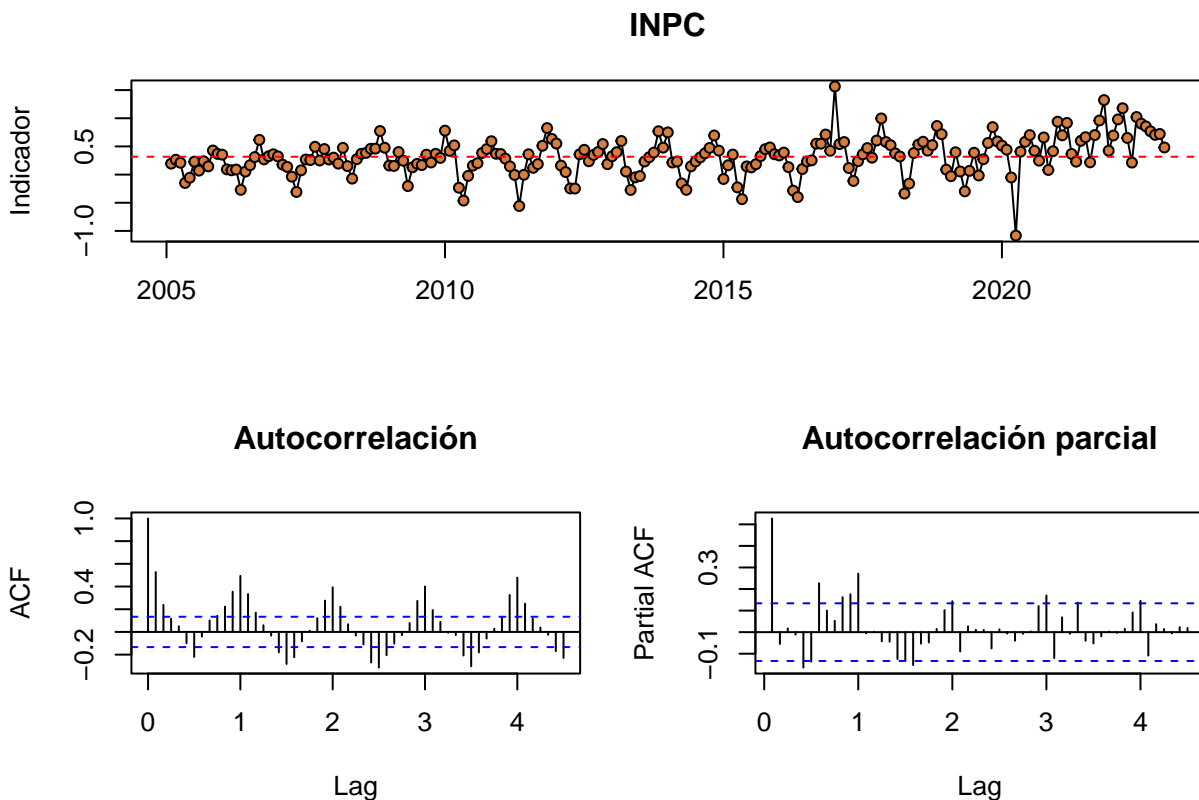 INPC
Indicador
0.5
−1.0
2005 2010 2015 2020
Autocorrelación
ACF
1.0
0.4
−0.2
0 1 2 3 4
Lag
Autocorrelación parcial
Partial ACF
0.3
−0.1
0 1 2 3 4
Lag